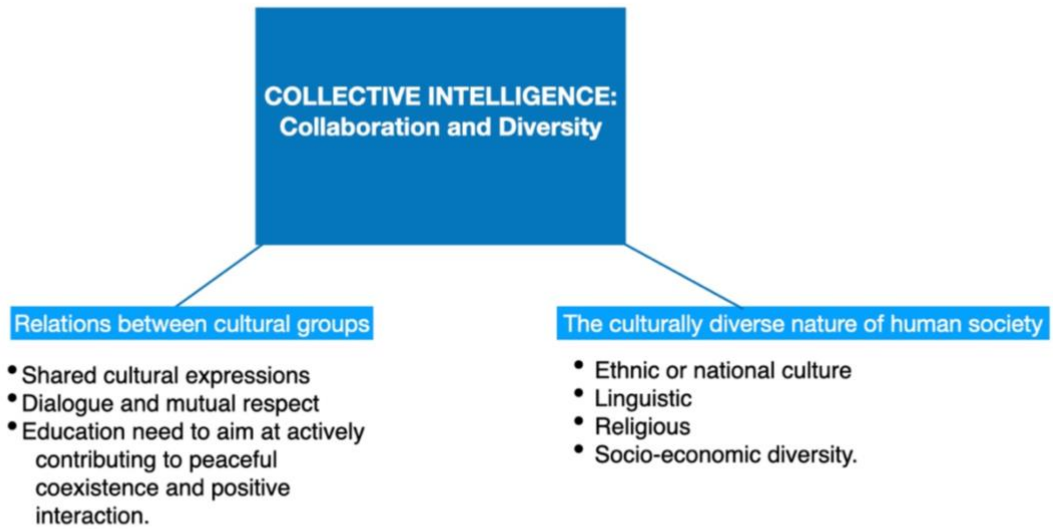 COLLECTIVE INTELLIGENCE:
Collaboration and Diversity
Relations between cultural groups
• Shared cultural expressions
• Dialogue and mutual respect
• Education need to aim at actively
contributing to peaceful
coexistence and positive
interaction.
The culturally diverse nature of human society
• Ethnic or national culture
• Linguistic
• Religious
• Socio-economic diversity.